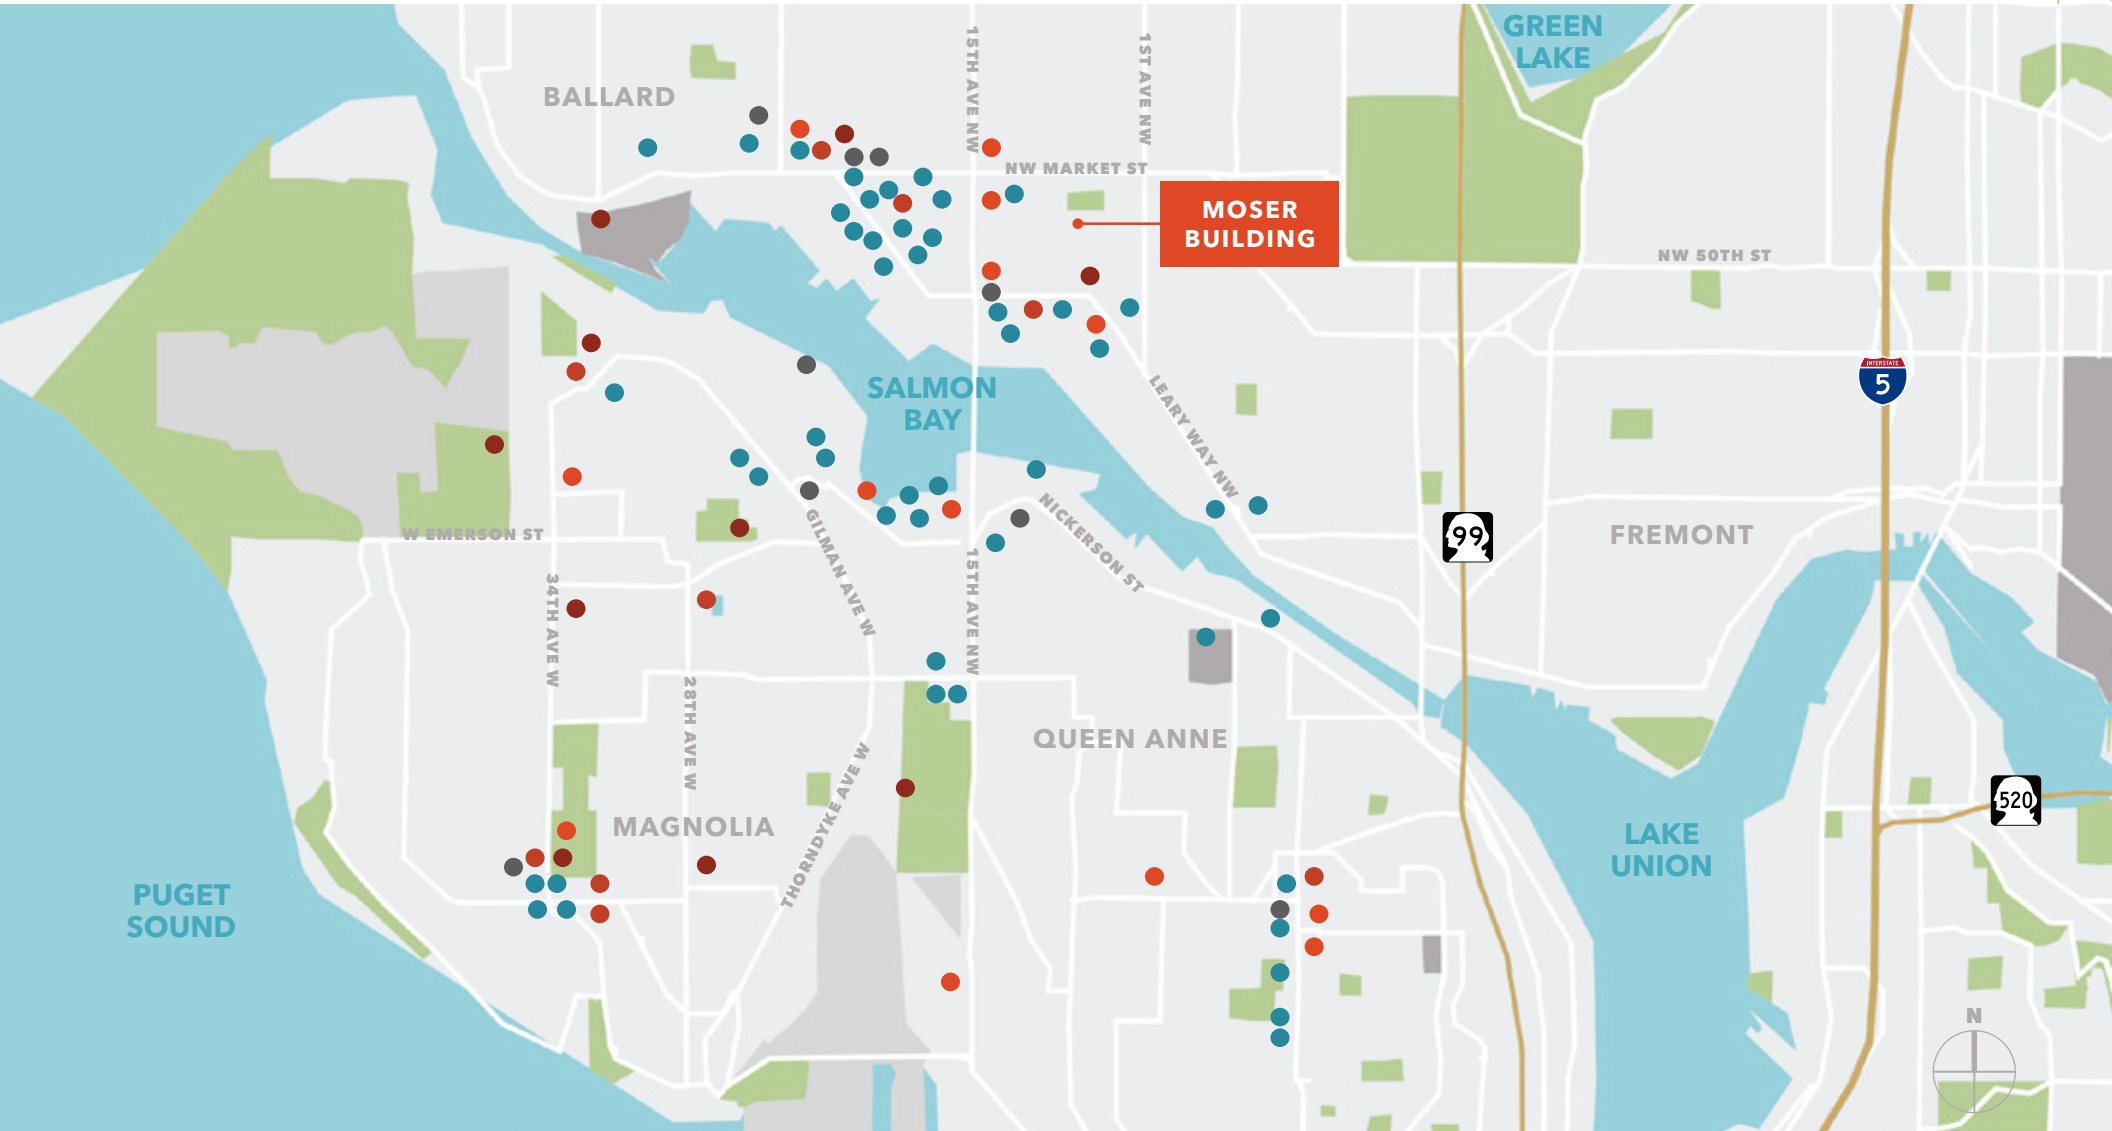 GREEN
LAKE
15TH AVE NW
1ST AVE NW
BALLARD
NW MARKET ST
MOSER
BUILDING
NW 50TH ST
INTERSTATE
5
SALMON
BAY
LEARY WAY NW
W EMERSON ST
GILMAN AVE W
NICKERSON ST
99
FREMONT
34TH AVE W
15TH AVE NW
28TH AVE W
QUEEN ANNE
THORNDYKE AVE W
MAGNOLIA
520
LAKE
UNION
PUGET
SOUND
N